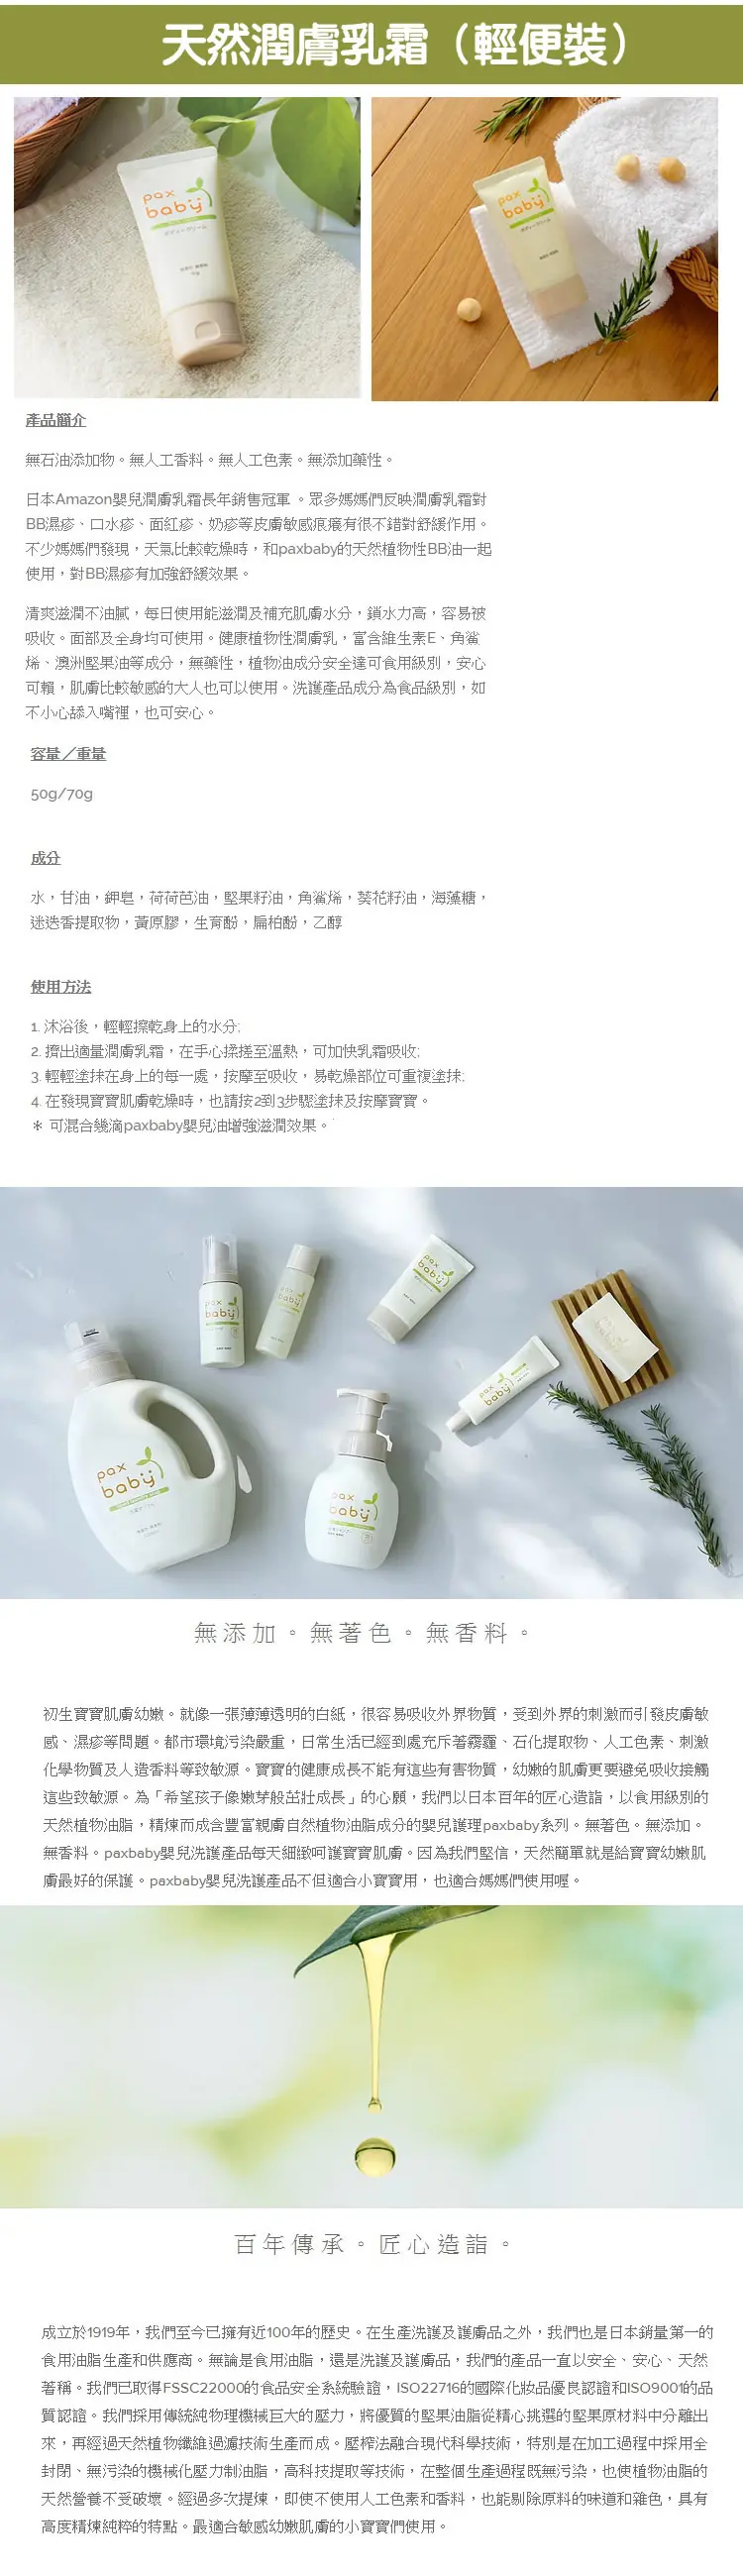 天然潤膚乳霜（輕便裝）
pax
baby
ボディークリーム
pax
baby
ボディークリーム
產品簡介
無石油添加物。無人工香料。無人工色素。無添加藥性。
日本Amazon嬰兒潤膚乳霜長年銷售冠軍 。眾多媽媽們反映潤膚乳霜對
BB濕疹、口水疹、面紅疹、奶疹等皮膚敏感痕癢有很不錯對舒緩作用。
不少媽媽們發現，天氣比較乾燥時，和paxbaby的天然植物性BB油一起
使用，對BB濕疹有加強舒緩效果。
清爽滋潤不油膩，每日使用能滋潤及補充肌膚水分，鎖水力高，容易被
吸收。面部及全身均可使用。健康植物性潤膚乳，富含維生素E、角鯊
烯、澳洲堅果油等成分，無藥性，植物油成分安全達可食用級別，安心
可賴，肌膚比較敏感的大人也可以使用。洗護產品成分為食品級別，如
不小心舔入嘴裡，也可安心。
容量／重量
50g/70g
成分
水，甘油，鉀皂，荷荷芭油，堅果籽油，角鯊烯，葵花籽油，海藻糖，
迷迭香提取物，黃原膠，生育酚，扁柏酚，乙醇
使用方法
1. 沐浴後，輕輕擦乾身上的水分;
2. 擠出適量潤膚乳霜，在手心揉搓至溫熱，可加快乳霜吸收;
3. 輕輕塗抹在身上的每一處，按摩至吸收，易乾燥部位可重複塗抹;
4. 在發現寶寶肌膚乾燥時，也請按2到3步驟塗抹及按摩寶寶。
＊ 可混合幾滴paxbaby嬰兒油增強滋潤效果。
pax
baby
pax
baby
pax
baby
pax
baby
pax
baby
pax
baby
無添加。無著色。無香料。
初生寶寶肌膚幼嫩。就像一張薄薄透明的白紙，很容易吸收外界物質，受到外界的刺激而引發皮膚敏
感、濕疹等問題。都市環境污染嚴重，日常生活已經到處充斥著霧霾、石化提取物、人工色素、刺激
化學物質及人造香料等致敏源。寶寶的健康成長不能有這些有害物質，幼嫩的肌膚更要避免吸收接觸
這些致敏源。為「希望孩子像嫩芽般茁壯成長」的心願，我們以日本百年的匠心造詣，以食用級別的
天然植物油脂，精煉而成含豐富親膚自然植物油脂成分的嬰兒護理paxbaby系列。無著色。無添加。
無香料。paxbaby嬰兒洗護產品每天細緻呵護寶寶肌膚。因為我們堅信，天然簡單就是給寶寶幼嫩肌
膚最好的保護。paxbaby嬰兒洗護產品不但適合小寶寶用，也適合媽媽們使用喔。
百年傳承。匠心造詣。
成立於1919年，我們至今已擁有近100年的歷史。在生產洗護及護膚品之外，我們也是日本銷量第一的
食用油脂生產和供應商。無論是食用油脂，還是洗護及護膚品，我們的產品一直以安全、安心、天然
著稱。我們已取得FSSC22000的食品安全系統驗證，ISO22716的國際化妝品優良認證和ISO9001的品
質認證。我們採用傳統純物理機械巨大的壓力，將優質的堅果油脂從精心挑選的堅果原材料中分離出
來，再經過天然植物纖維過濾技術生產而成。壓榨法融合現代科學技術，特別是在加工過程中採用全
封閉、無污染的機械化壓力制油脂，高科技提取等技術，在整個生產過程既無污染，也使植物油脂的
天然營養不受破壞。經過多次提煉，即使不使用人工色素和香料，也能剔除原料的味道和雜色，具有
高度精煉純粹的特點。最適合敏感幼嫩肌膚的小寶寶們使用。